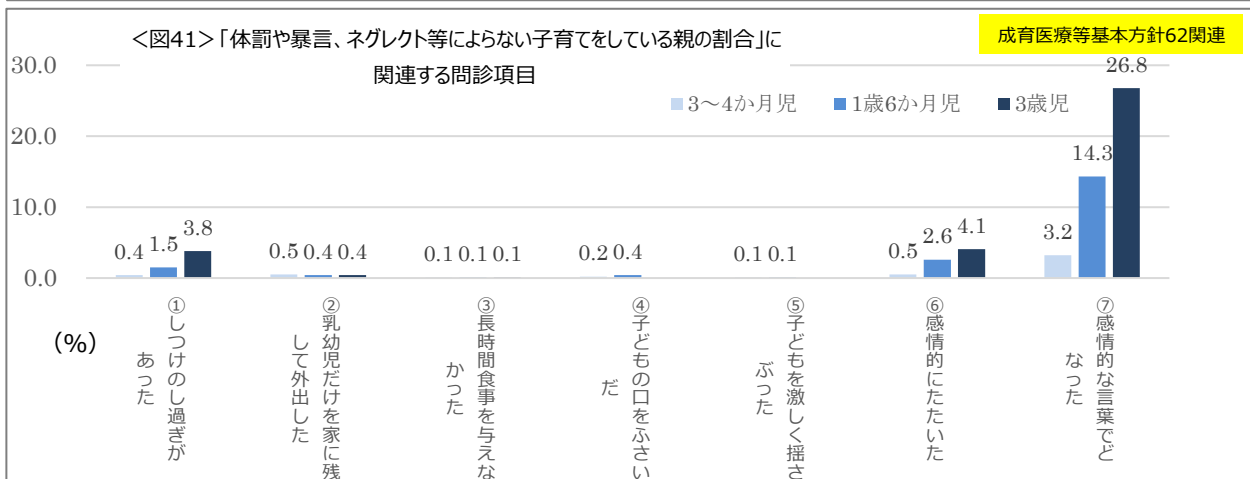 <図41>「体罰や暴言、ネグレクト等によらない子育てをしている親の割合」に
関連する問診項目
成育医療等基本方針62関連
3～4か月児
1歳6か月児
3歳児
30.0
20.0
10.0
0.0
(%)
0.4
1.5
3.8
0.5
0.4
0.4
0.1
0.1
0.1
0.2
0.4
0.1
0.1
0.5
2.6
4.1
3.2
14.3
26.8
①しつけのし過ぎが
あった
②乳幼児だけを家に残
して外出した
③長時間食事を与えな
かった
④子どもの口をふさい
だ
⑤子どもを激しく揺さ
ぶった
⑥感情的にたたいた
⑦感情的な言葉でど
なった